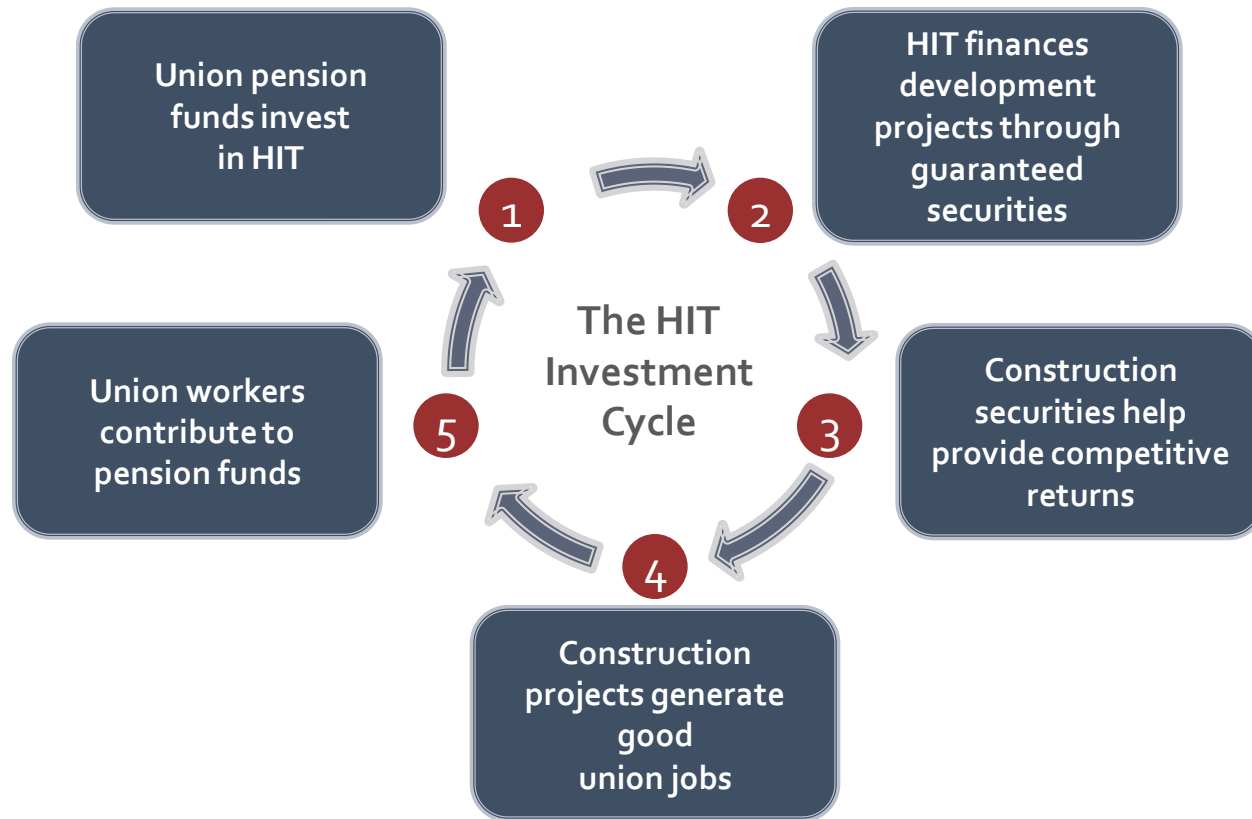 Union pension
funds invest
in HIT
HIT finances
development
projects through
guaranteed
securities
1
2
The HIT
Investment
Cycle
Union workers
contribute to
pension funds
5
3
Construction
securities help
provide competitive
returns
4
Construction
projects generate
good
union jobs